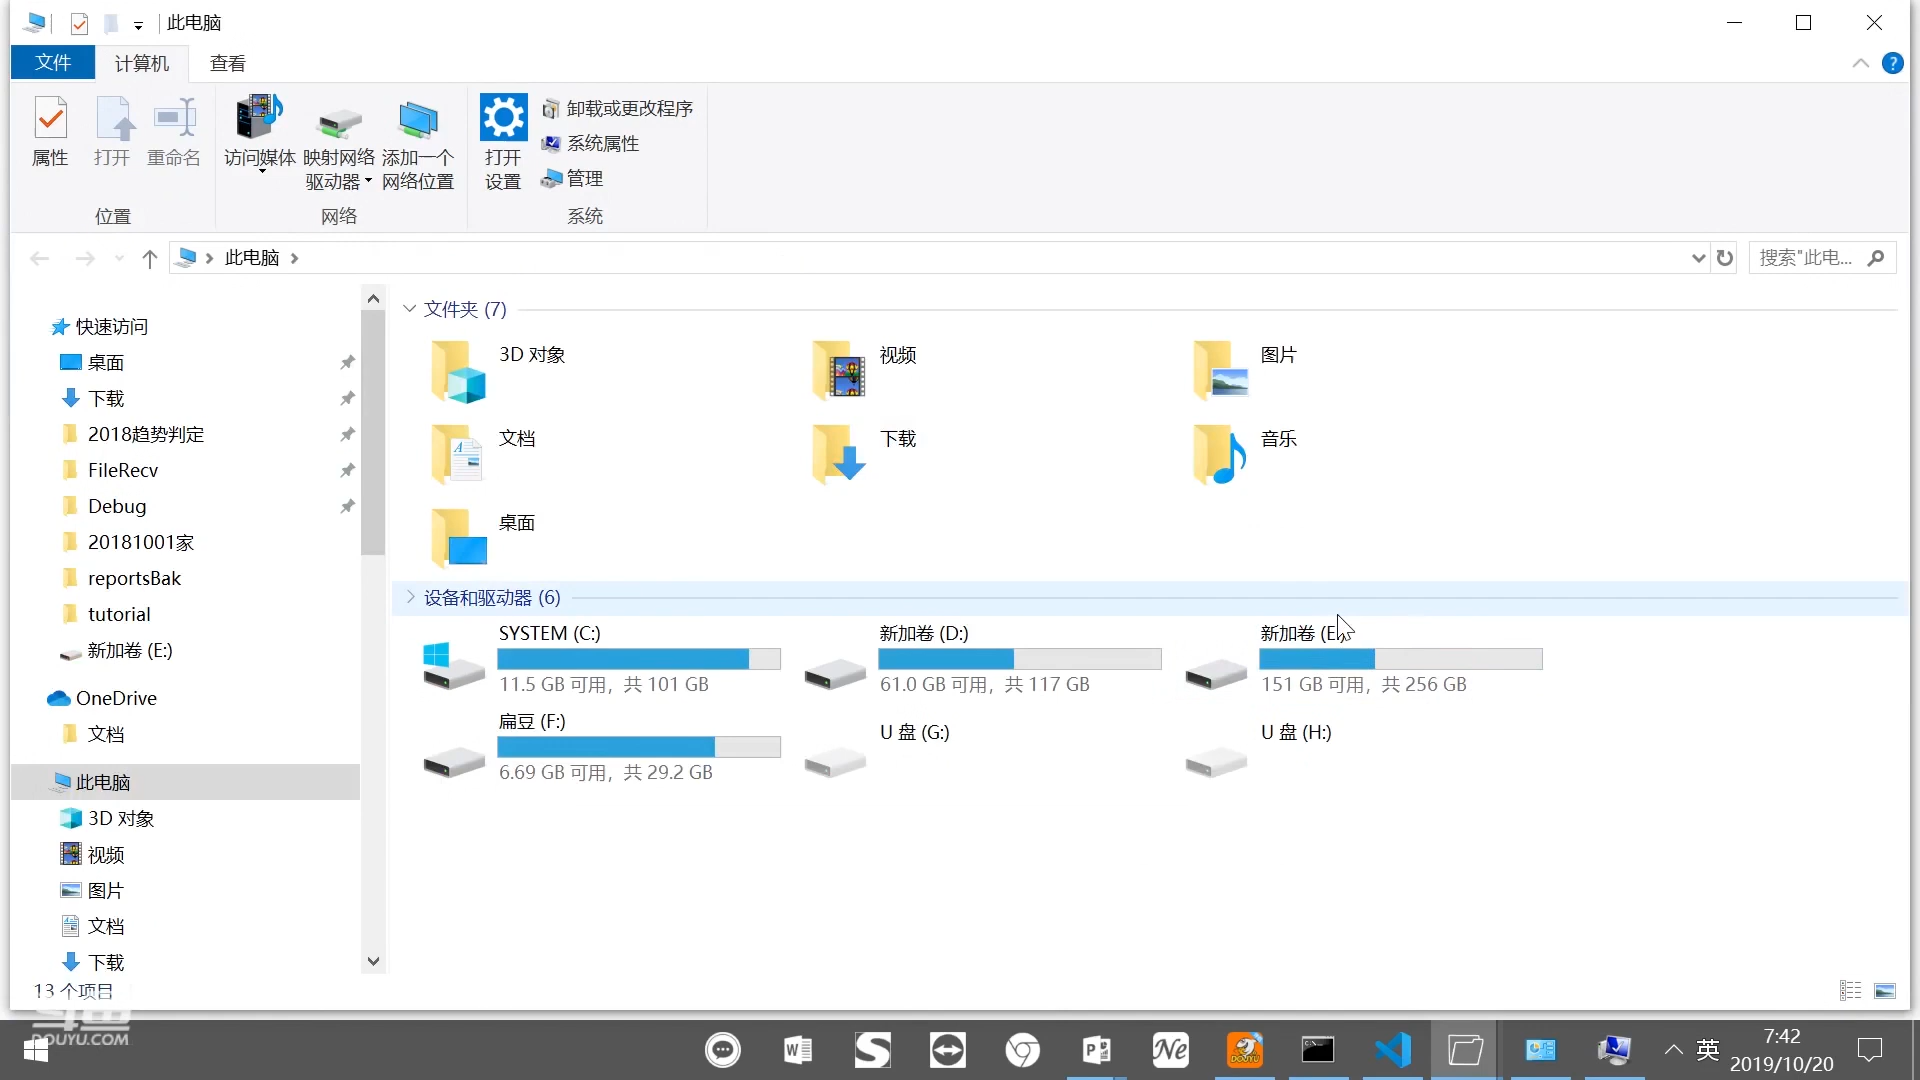 此电脑
文件
计算机
查看
属性
打开
重命名
访问媒体
映射网络
驱动器
添加一个
网络位置
打开
设置
卸载或更改程序
系统属性
管理
位置
网络
系统
此电脑
搜索"此电...
快速访问
桌面
下载
2018趋势判定
FileRecv
Debug
20181001家
reportsBak
tutorial
新加卷 (E:)
OneDrive
文档
此电脑
3D 对象
视频
图片
文档
下载
文件夹 (7)
3D 对象
视频
图片
文档
下载
音乐
桌面
设备和驱动器 (6)
SYSTEM (C:)
11.5 GB 可用，共 101 GB
新加卷 (D:)
61.0 GB 可用，共 117 GB
新加卷 (E:)
151 GB 可用，共 256 GB
扁豆 (F:)
6.69 GB 可用，共 29.2 GB
U 盘 (G:)
U 盘 (H:)
13 个项目
斗鱼
DOUYU.COM
Ne
DOUYU
英
7:42
2019/10/20